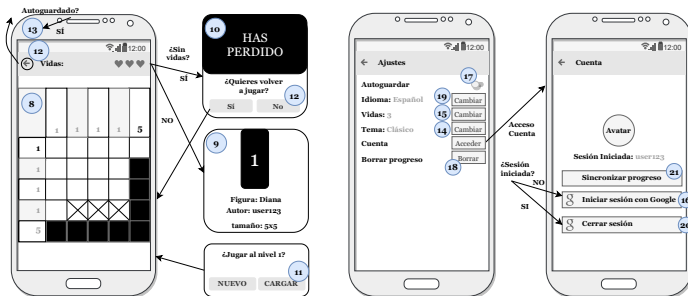 Autoguardado?
13
SÍ
12
12:00
Vidas:
8
1 1 1 1 5
1
1
1
1
5
¿Sin
vidas?
SÍ
NO
10
HAS
PERDIDO
¿Quieres volver
a jugar?
12
Sí No
9
1
Figura: Diana
Autor: user123
tamaño: 5x5
¿Jugar al nivel 1?
11
NUEVO CARGAR
12:00
Ajustes
17
Autoguardar
Idioma: Español 19 Cambiar
Vidas: 3 15 Cambiar
Tema: Clásico 14 Cambiar
Cuenta Acceder
Borrar progreso Borrar
18
Acceso
Cuenta
¿Sesión
iniciada?
NO
SI
12:00
Cuenta
Avatar
Sesión Iniciada: user123
21
Sincronizar progreso
g Iniciar sesión con Google 16
g Cerrar sesión 20